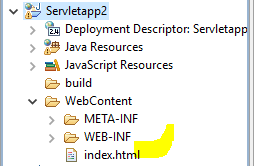 Servletapp2
Deployment Descriptor: Servletapp
Java Resources
JavaScript Resources
build
WebContent
META-INF
WEB-INF
index.html